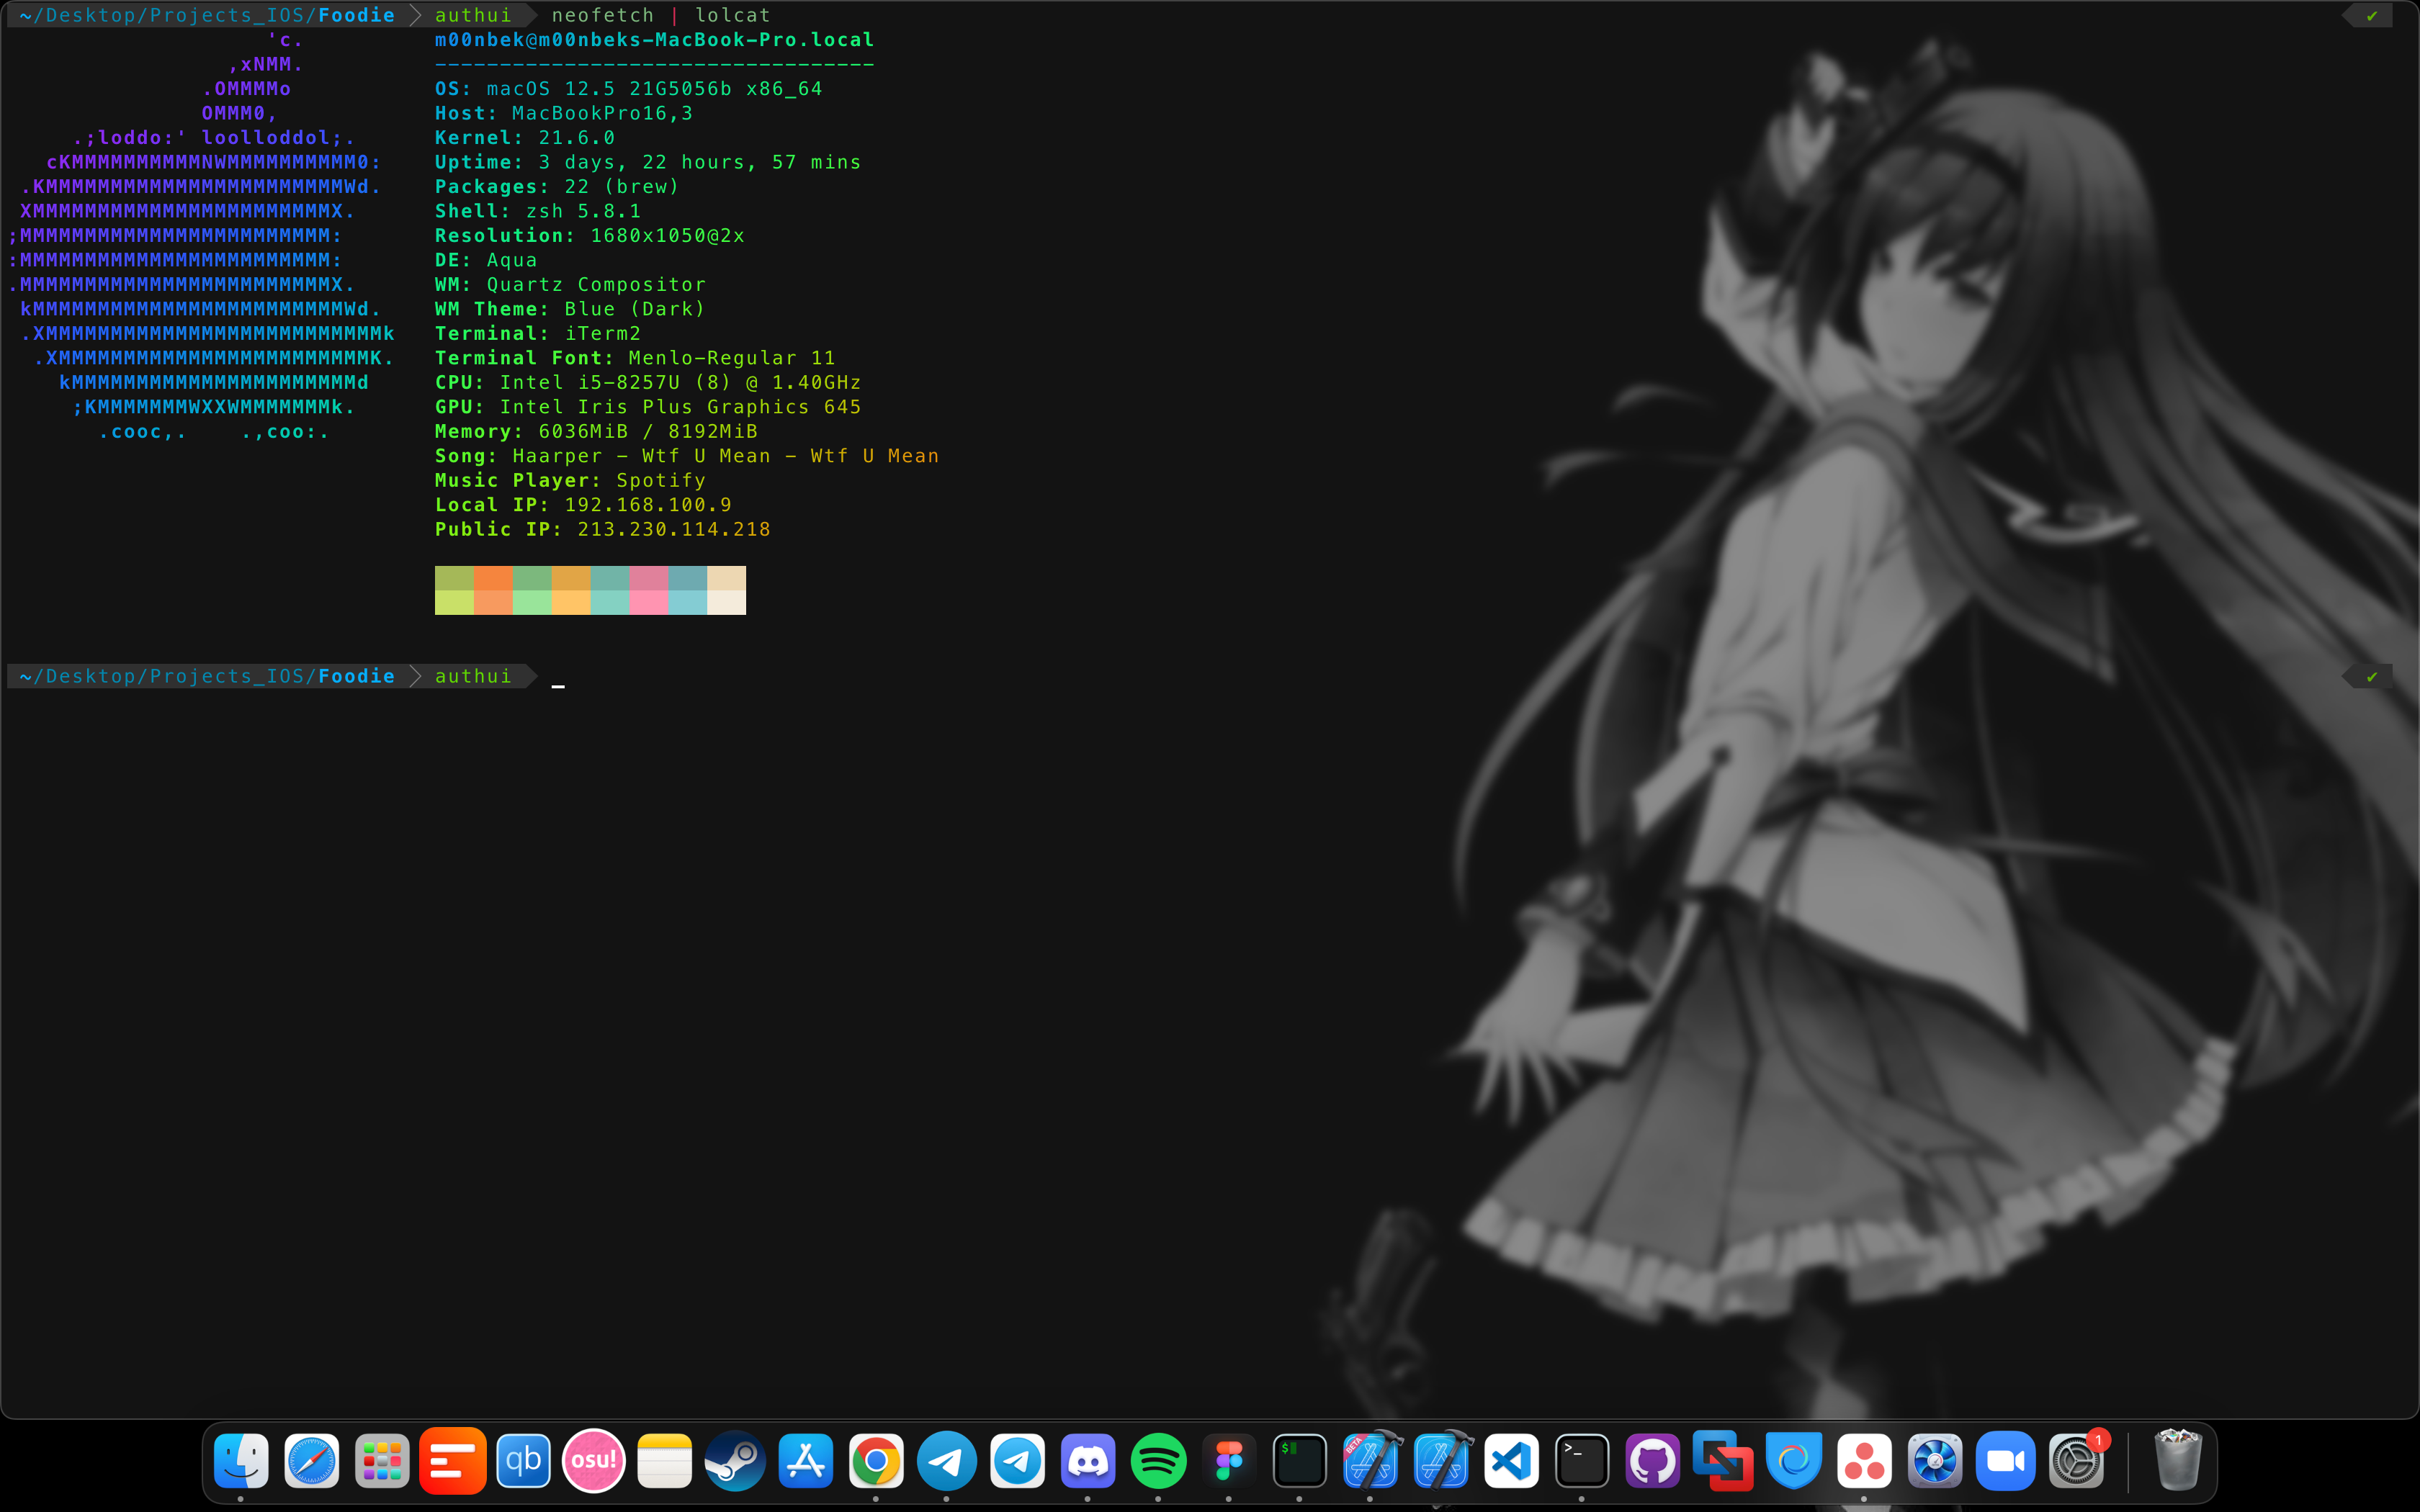 ~/Desktop/Projects_IOS/Foodie authui neofetch | lolcat ✔
'c. m00nbek@m00nbeks-MacBook-Pro.local
,xNMM. ----------------------------------
.OMMMMo OS: macOS 12.5 21G5056b x86_64
OMMM0, Host: MacBookPro16,3
.;loddo:' loolloddol;. Kernel: 21.6.0
cKMMMMMMMMMMNWMMMMMMMMMM0: Uptime: 3 days, 22 hours, 57 mins
.KMMMMMMMMMMMMMMMMMMMMMMMWd. Packages: 22 (brew)
XMMMMMMMMMMMMMMMMMMMMMMMX. Shell: zsh 5.8.1
;MMMMMMMMMMMMMMMMMMMMMMMM: Resolution: 1680x1050@2x
:MMMMMMMMMMMMMMMMMMMMMMMM: DE: Aqua
.MMMMMMMMMMMMMMMMMMMMMMMMX. WM: Quartz Compositor
kMMMMMMMMMMMMMMMMMMMMMMMMWd. WM Theme: Blue (Dark)
.XMMMMMMMMMMMMMMMMMMMMMMMMMMk Terminal: iTerm2
.XMMMMMMMMMMMMMMMMMMMMMMMMK. Terminal Font: Menlo-Regular 11
kMMMMMMMMMMMMMMMMMMMMMMd CPU: Intel i5-8257U (8) @ 1.40GHz
;KMMMMMMMWXXWMMMMMMMk. GPU: Intel Iris Plus Graphics 645
.cooc,. .,coo:. Memory: 6036MiB / 8192MiB
Song: Haarper - Wtf U Mean - Wtf U Mean
Music Player: Spotify
Local IP: 192.168.100.9
Public IP: 213.230.114.218
~/Desktop/Projects_IOS/Foodie authui _ ✔
qb osu! $ BETA >_ 1